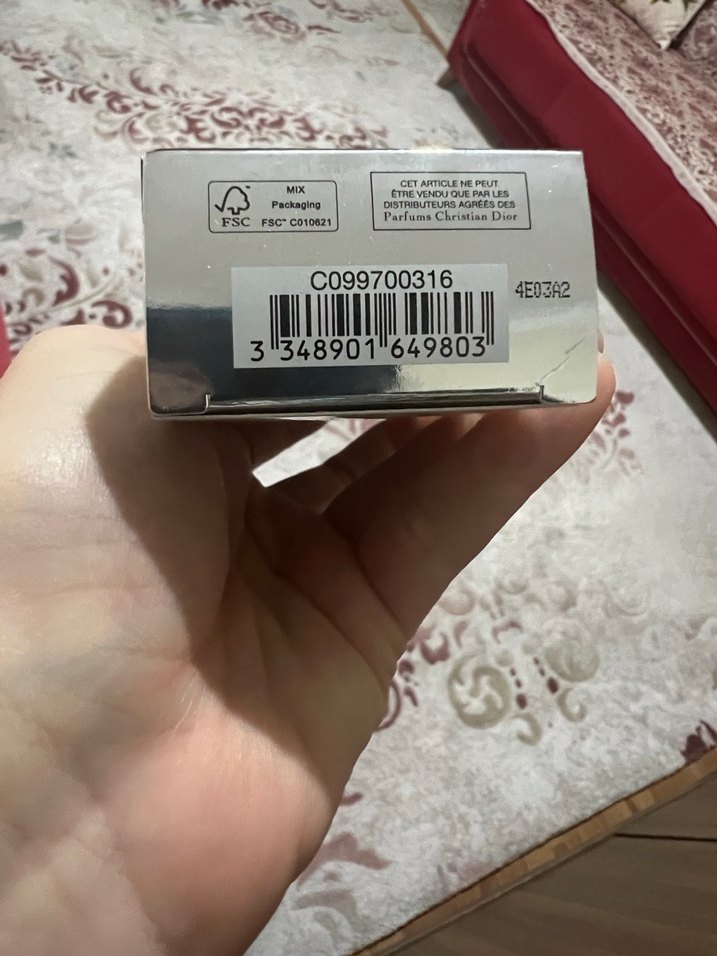 MIX
Packaging
FSC™ C010621
FSC
CET ARTICLE NE PEUT
ÊTRE VENDU QUE PAR LES
DISTRIBUTEURS AGRÉÉS DES
Parfums Christian Dior
C099700316
4E03A2
3 348901 649803